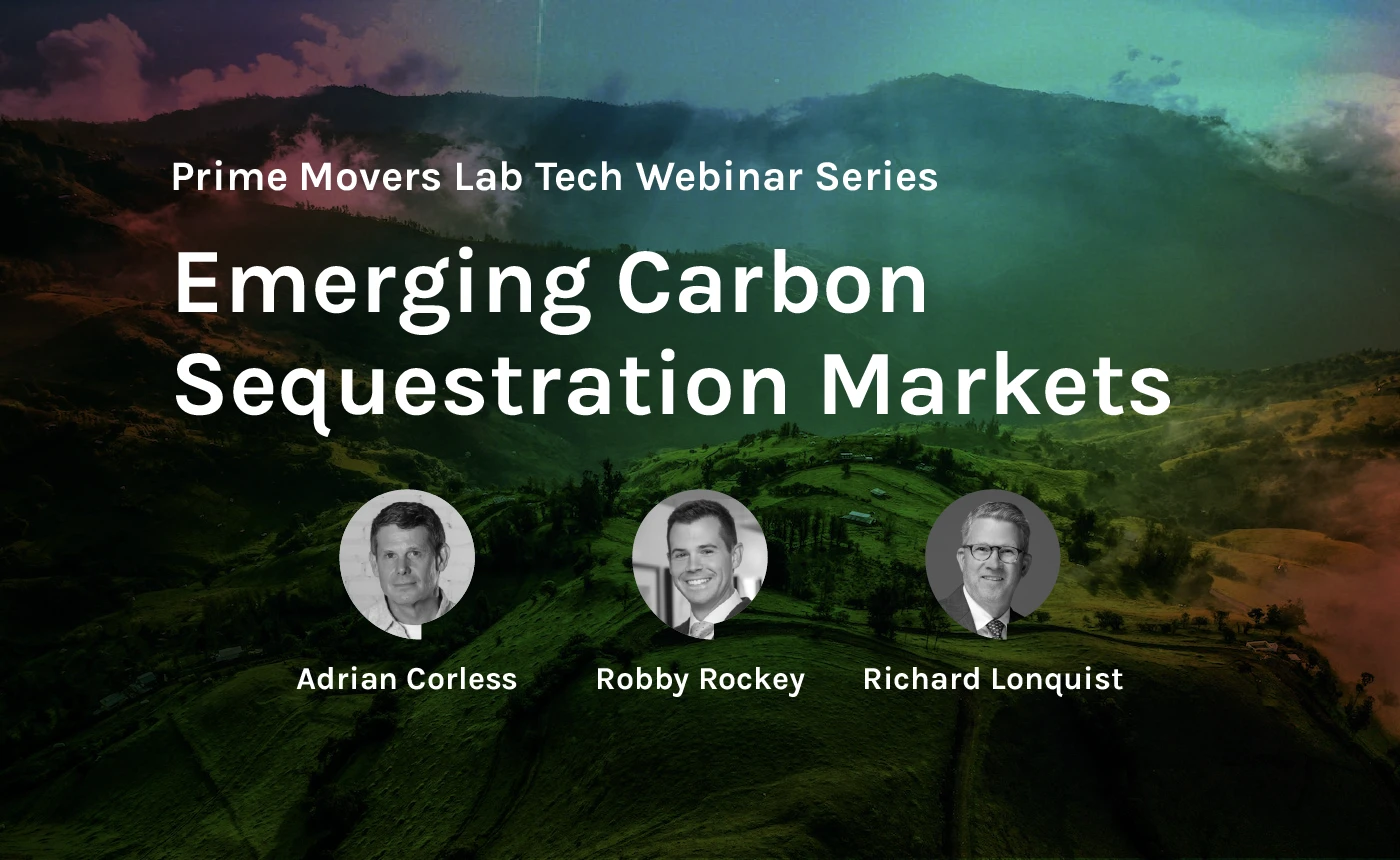 Prime Movers Lab Tech Webinar Series
Emerging Carbon
Sequestration Markets
Adrian Corless
Robby Rockey
Richard Lonquist